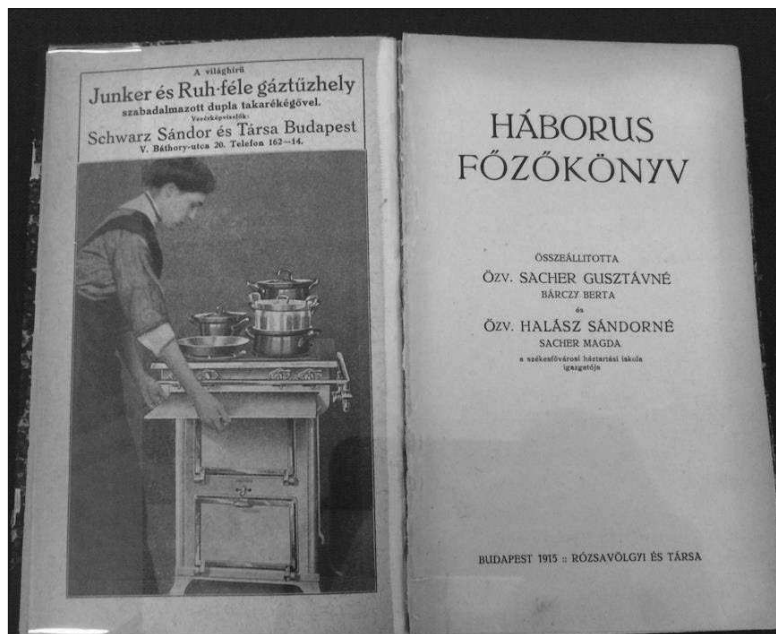 A világhírű
Junker és Ruh-féle gáztűzhely
szabadalmazott dupla takarékégővel.
Vezérképviselők:
Schwarz Sándor és Társa Budapest
V. Báthory-utca 20. Telefon 162—14.
HÁBORUS
FŐZŐKÖNYV
ÖSSZEÁLLITOTTA
ÖZV. SACHER GUSZTÁVNÉ
BÁRCZY BERTA
és
ÖZV. HALÁSZ SÁNDORNÉ
SACHER MAGDA
a székesfővárosi háztartási iskola
igazgatója
BUDAPEST 1915 :: RÓZSAVÖLGYI ÉS TÁRSA